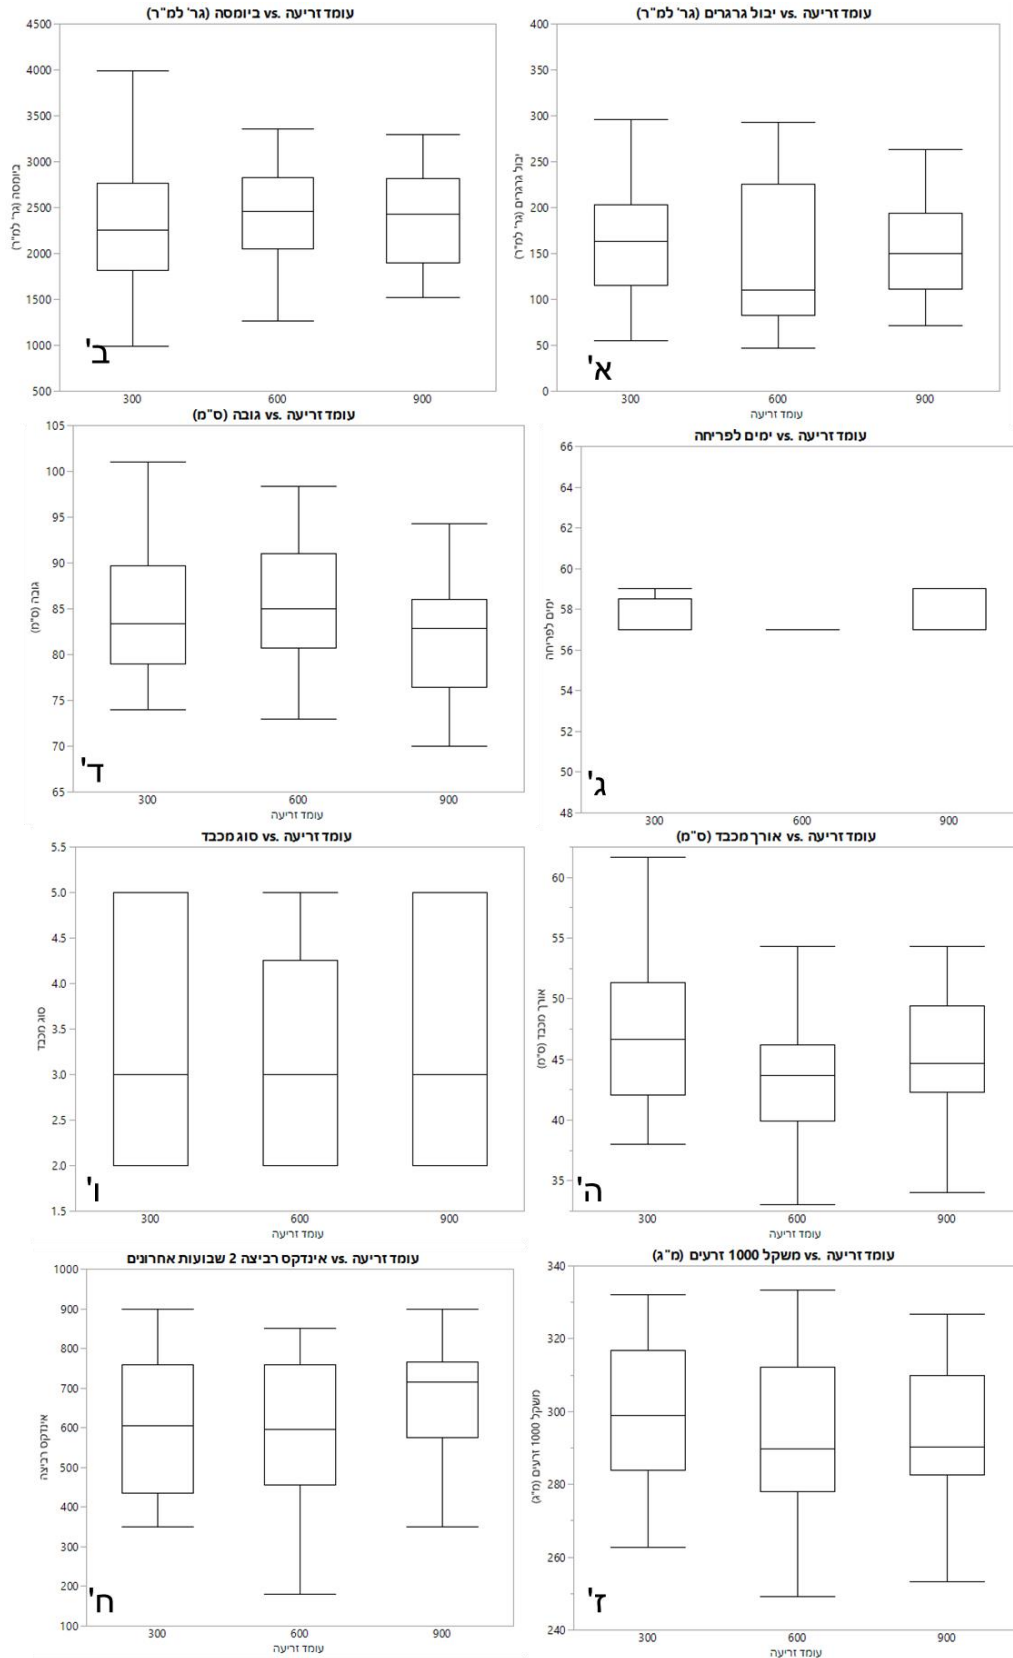 עומד זריעה vs. יבול גרגרים (גר' למ"ר)
יבול גרגרים (גר' למ"ר)
400
300
250
200
150
100
50
0
א'
300 600 900
עומד זריעה
עומד זריעה vs. ביומסה (גר' למ"ר)
ביומסה (גר' למ"ר)
4500
4000
3500
3000
2500
2000
1500
1000
500
ב'
300 600 900
עומד זריעה vs. ימים לפריחה
ימים לפריחה
66
64
62
60
58
56
54
52
50
48
ג'
300 600 900
עומד זריעה vs. גובה (ס"מ)
גובה (ס"מ)
105
100
95
90
85
80
75
70
65
ד'
300 600 900
עומד זריעה
עומד זריעה vs. אורך מכבד (ס"מ)
אורך מכבד (ס"מ)
60
55
50
45
40
35
ה'
300 600 900
עומד זריעה
עומד זריעה vs. סוג מכבד
סוג מכבד
5.5
5.0
4.5
4.0
3.5
3.0
2.5
2.0
1.5
ו'
300 600 900
עומד זריעה
עומד זריעה vs. משקל 1000 זרעים (מ"ג)
משקל 1000 זרעים (מ"ג)
340
320
300
280
260
240
ז'
300 600 900
עומד זריעה
עומד זריעה vs. אינדקס רביצה 2 שבועות אחרונים
אינדקס רביצה
1000
900
800
700
600
500
400
300
200
100
ח'
300 600 900
עומד זריעה